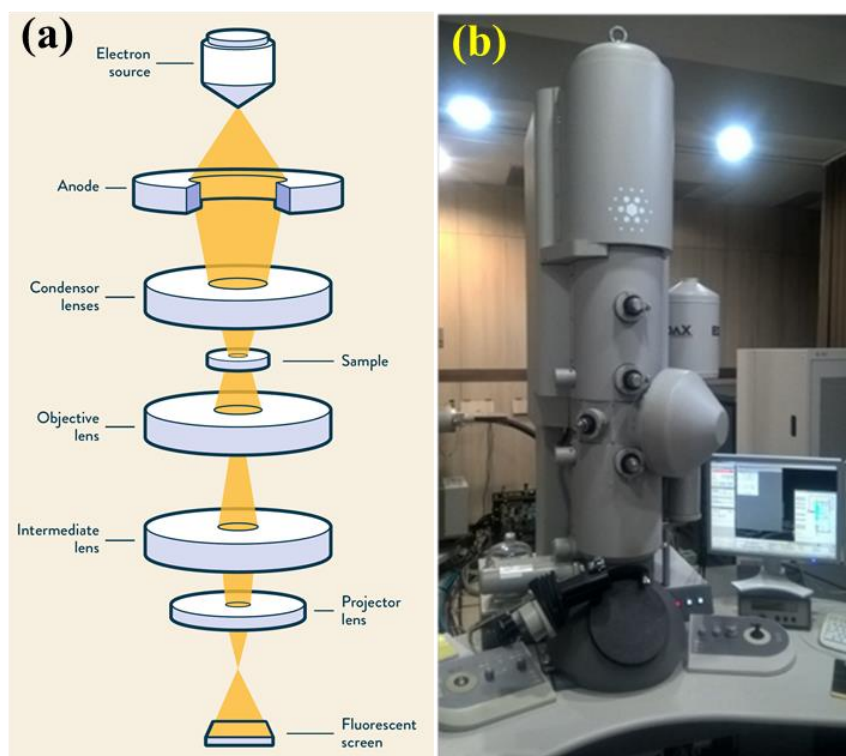 (a)
Electron
source
Anode
Condensor
lenses
Sample
Objective
lens
Intermediate
lens
Projector
lens
Fluorescent
screen
(b)